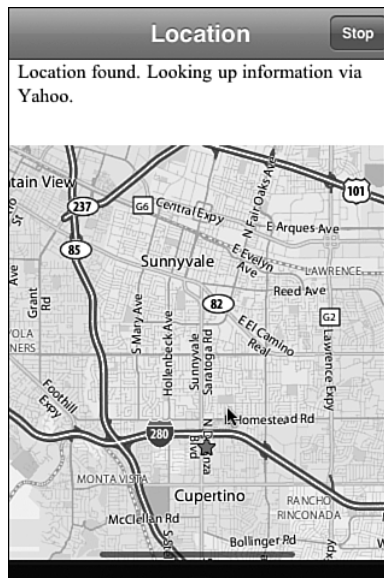 Location
Stop
Location found. Looking up information via
Yahoo.
tain View
237
G6
Central Expy
N Fair Oaks Ave
101
E Arques Ave
85
Sunnyvale
E Evelyn
Ave
LAWRENCE
Reed Ave
Ave
Grant
Rd
82
G2
S Mary Ave
Hollenbeck Ave
Sunnyvale
Saratoga Rd
E El Camino
Real
Lawrence Expy
NERS
Foothill
Expy
280
Homestead Rd
Blvd
MONTA VISTA
Cupertino
RANCHO
RINCONADA
McClellan Rd
Bollinger Rd